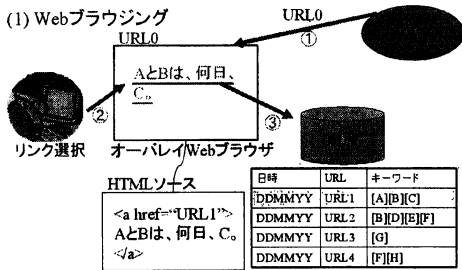 (1) Webブラウジング
URL0
URL0
①
AとBは、何日、
C。
②
③
リンク選択
オーバレイWebブラウザ
HTMLソース
<a href=“URL1”>
AとBは、何日、C。
</a>
日時 URL キーワード
DDMMYY URL1 [A][B][C]
DDMMYY URL2 [B][D][E][F]
DDMMYY URL3 [G]
DDMMYY URL4 [F][H]